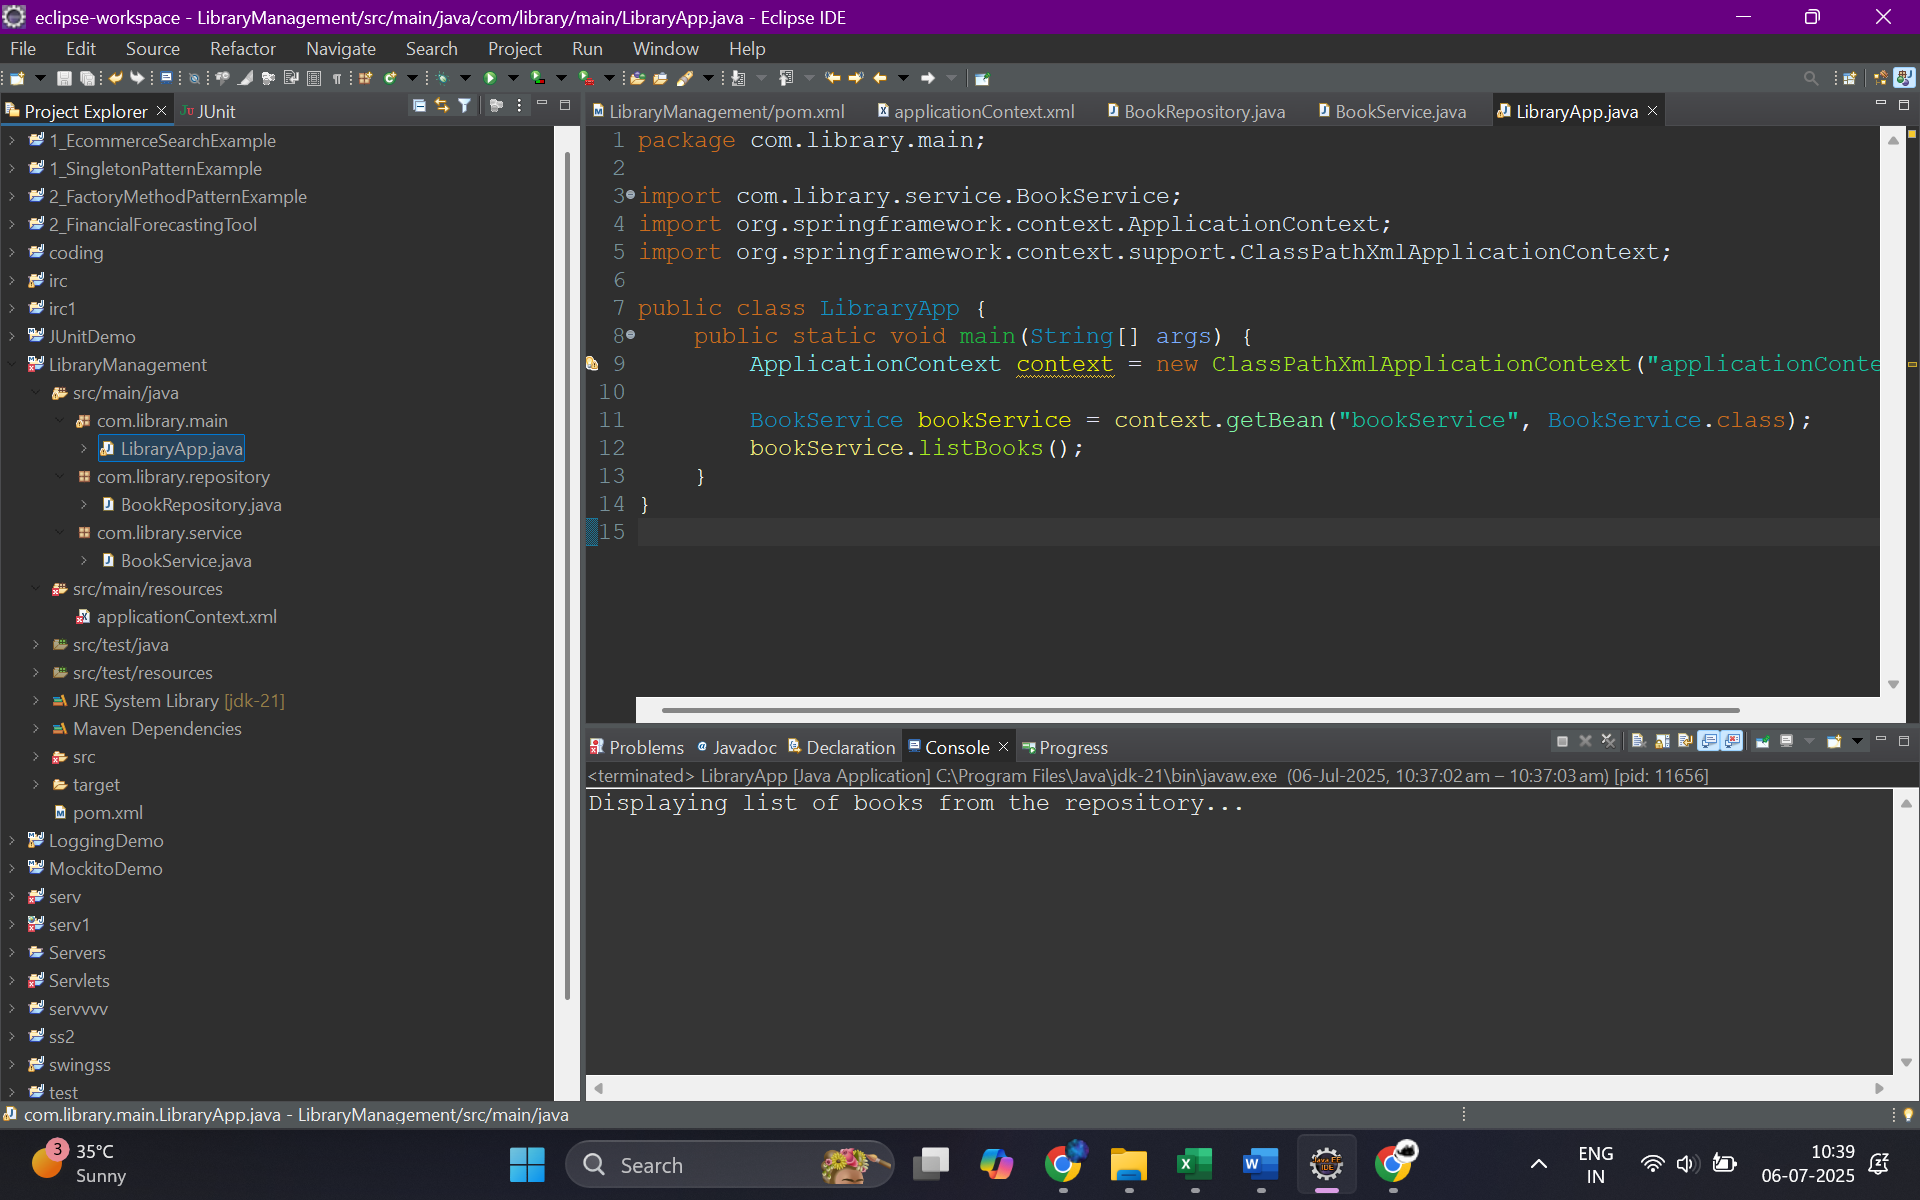 eclipse-workspace - LibraryManagement/src/main/java/com/library/main/LibraryApp.java - Eclipse IDE
File Edit Source Refactor Navigate Search Project Run Window Help
Project Explorer
JUnit
1_EcommerceSearchExample
1_SingletonPatternExample
2_FactoryMethodPatternExample
2_FinancialForecastingTool
coding
irc
irc1
JUnitDemo
LibraryManagement
src/main/java
com.library.main
LibraryApp.java
com.library.repository
BookRepository.java
com.library.service
BookService.java
src/main/resources
applicationContext.xml
src/test/java
src/test/resources
JRE System Library [jdk-21]
Maven Dependencies
src
target
pom.xml
LoggingDemo
MockitoDemo
serv
serv1
Servers
Servlets
servvvv
ss2
swingss
test
LibraryManagement/pom.xml applicationContext.xml BookRepository.java BookService.java LibraryApp.java
1 package com.library.main;
2
3 import com.library.service.BookService;
4 import org.springframework.context.ApplicationContext;
5 import org.springframework.context.support.ClassPathXmlApplicationContext;
6
7 public class LibraryApp {
8 public static void main(String[] args) {
9 ApplicationContext context = new ClassPathXmlApplicationContext("applicationConte
10
11 BookService bookService = context.getBean("bookService", BookService.class);
12 bookService.listBooks();
13 }
14 }
15
Problems Javadoc Declaration Console Progress
<terminated> LibraryApp [Java Application] C:\Program Files\Java\jdk-21\bin\javaw.exe (06-Jul-2025, 10:37:02 am – 10:37:03 am) [pid: 11656]
Displaying list of books from the repository...
com.library.main.LibraryApp.java - LibraryManagement/src/main/java
3
35°C
Sunny
Search
ENG
IN
10:39
06-07-2025